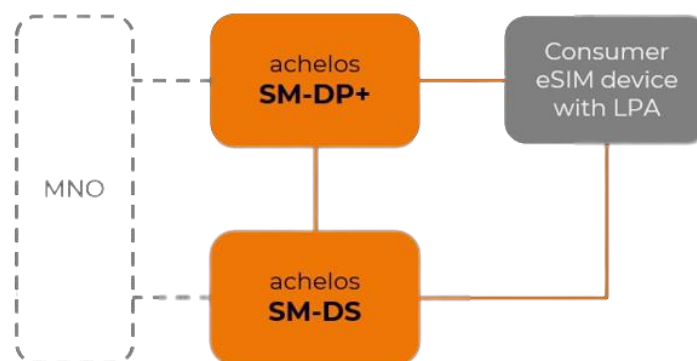 achelos
SM-DP+
Consumer
eSIM device
with LPA
MNO
achelos
SM-DS